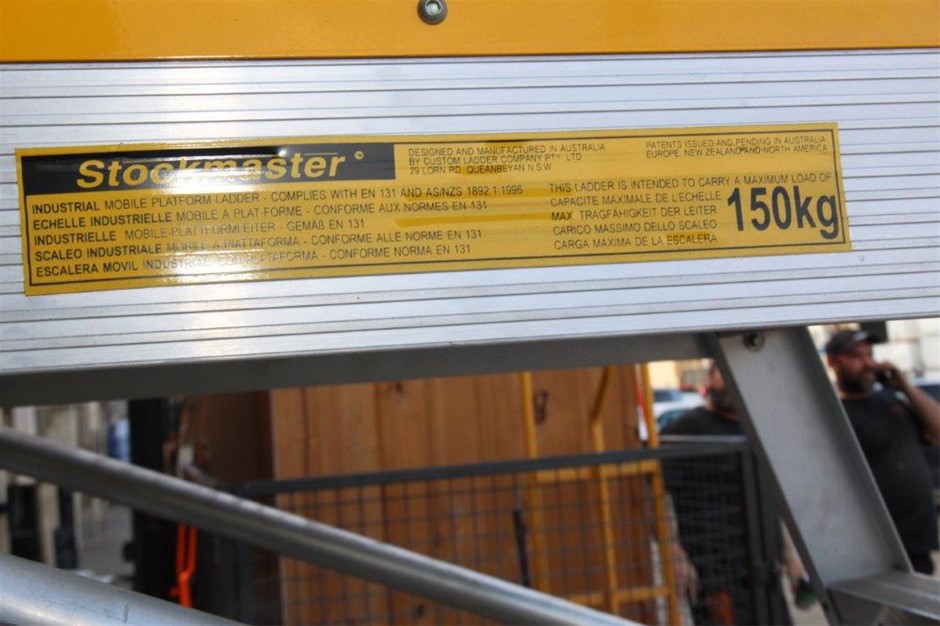 Stockmaster ©
DESIGNED AND MANUFACTURED IN AUSTRALIA
BY CUSTOM LADDER COMPANY PTY. LTD
29 LORN RD QUEANBEYAN N.S.W
PATENTS ISSUED AND PENDING IN AUSTRALIA
EUROPE, NEW ZEALAND AND NORTH AMERICA
INDUSTRIAL MOBILE PLATFORM LADDER - COMPLIES WITH EN 131 AND AS/NZS 1892.1 1996
ECHELLE INDUSTRIELLE MOBILE A PLAT-FORME - CONFORME AUX NORMES EN 131
INDUSTRIELLE MOBILE-PLATTFORMLEITER - GEMÄß EN 131
SCALEO INDUSTRIALE MOBILE A PIATTAFORMA - CONFORME ALLE NORME EN 131
ESCALERA MOVIL INDUSTRIAL CON PLATAFORMA - CONFORME NORMA EN 131
THIS LADDER IS INTENDED TO CARRY A MAXIMUM LOAD OF
CAPACITE MAXIMALE DE L'ECHELLE
MAX TRAGFAHIGKEIT DER LEITER
CARICO MASSIMO DELLO SCALEO
CARGA MAXIMA DE LA ESCALERA
150kg